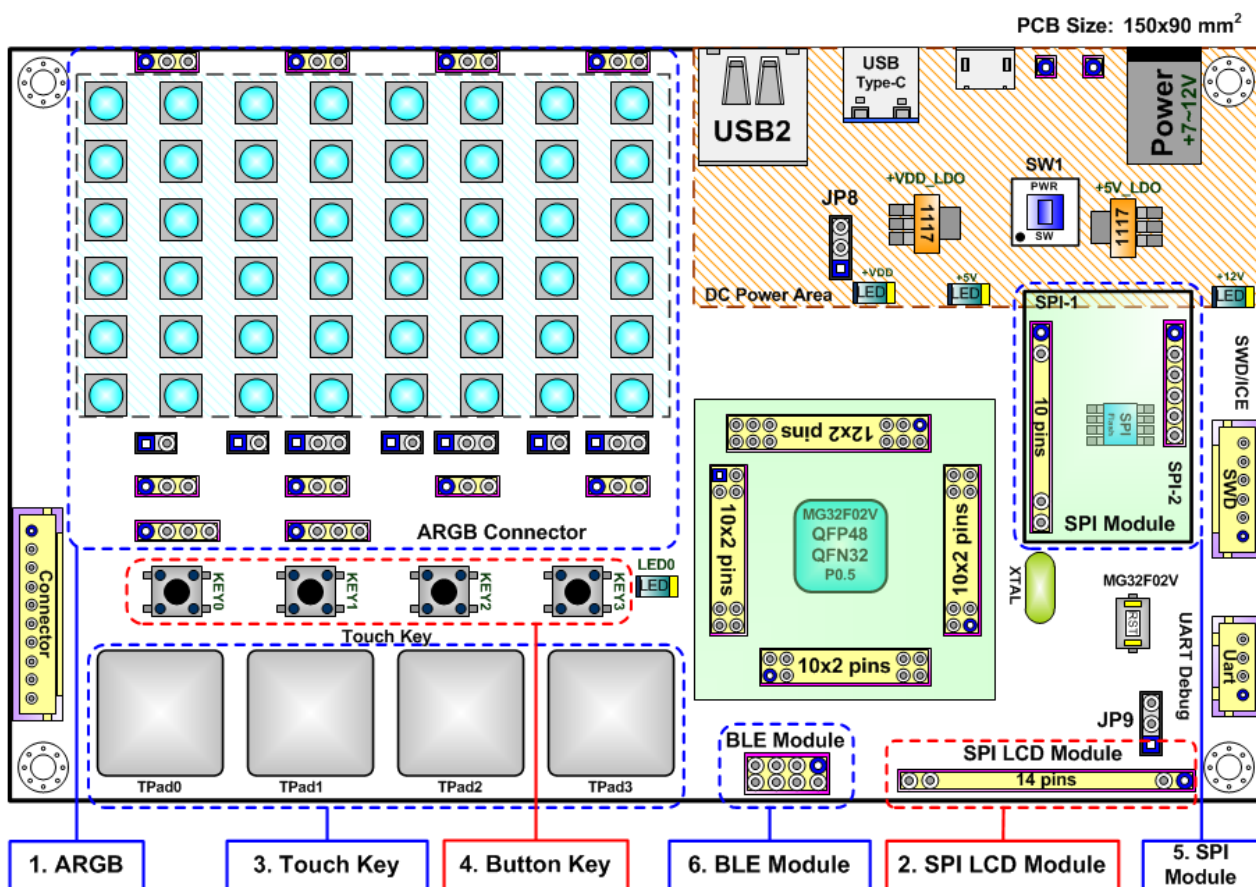 PCB Size: 150x90 mm²
USB2
USB
Type-C
Power
+7~12V
SW1
PWR
SW
+VDD_LDO
1117
+5V_LDO
1117
JP8
+VDD
LED
+5V
LED
+12V
LED
DC Power Area
SPI-1
10 pins
SPI
Flash
SPI-2
SPI Module
SWD/ICE
SWD
12x2 pins
10x2 pins
10x2 pins
10x2 pins
MG32F02V
QFP48
QFN32
P0.5
XTAL
MG32F02V
RST
UART Debug
Uart
JP9
ARGB Connector
Connector
KEY0
KEY1
KEY2
KEY3
LED0
LED
Touch Key
TPad0
TPad1
TPad2
TPad3
BLE Module
SPI LCD Module
14 pins
1. ARGB
3. Touch Key
4. Button Key
6. BLE Module
2. SPI LCD Module
5. SPI
Module